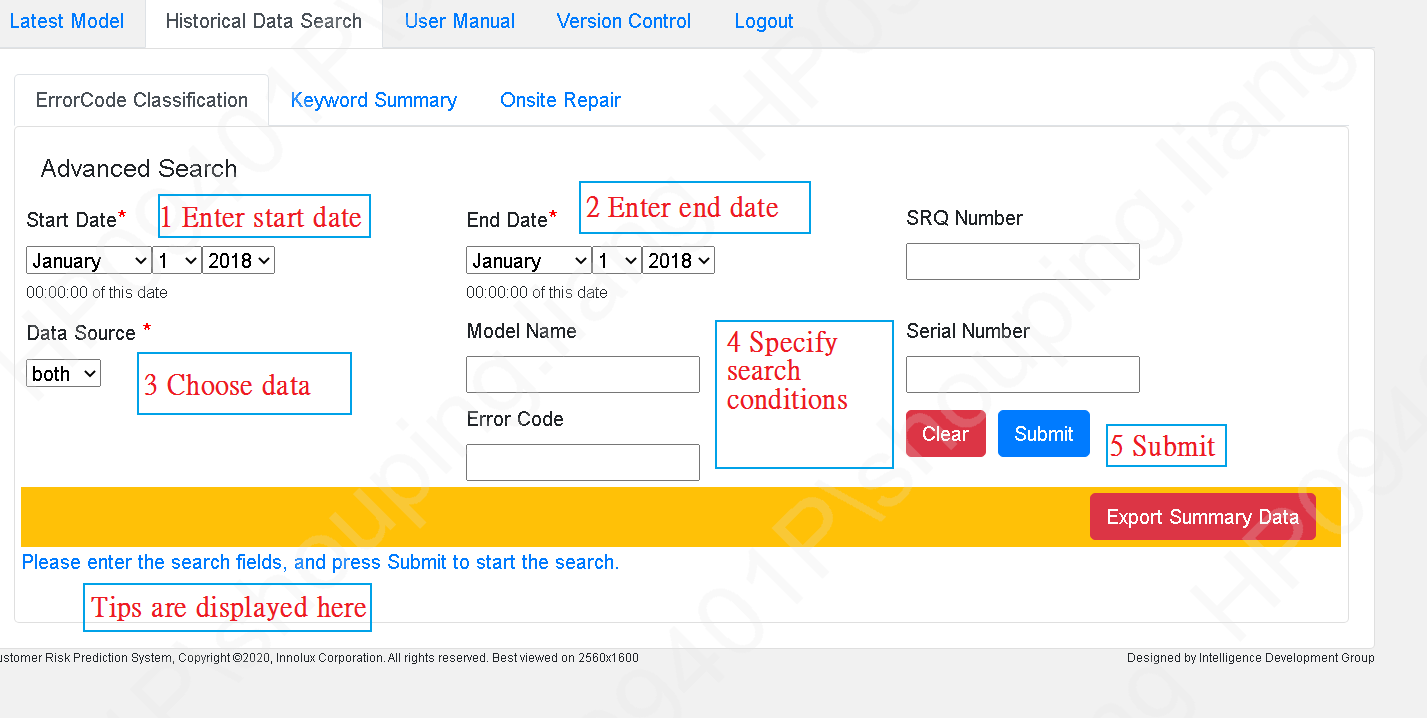 Latest Model Historical Data Search User Manual Version Control Logout
ErrorCode Classification Keyword Summary Onsite Repair
Advanced Search
Start Date* 1 Enter start date End Date* 2 Enter end date SRQ Number
January 1 2018 January 1 2018
00:00:00 of this date 00:00:00 of this date
Data Source * Model Name 4 Specify search conditions Serial Number
both 3 Choose data
Error Code Clear Submit 5 Submit
Export Summary Data
Please enter the search fields, and press Submit to start the search.
Tips are displayed here
ustomer Risk Prediction System, Copyright ©2020, Innolux Corporation. All rights reserved. Best viewed on 2560x1600 Designed by Intelligence Development Group
HP09401P\shouping.liang